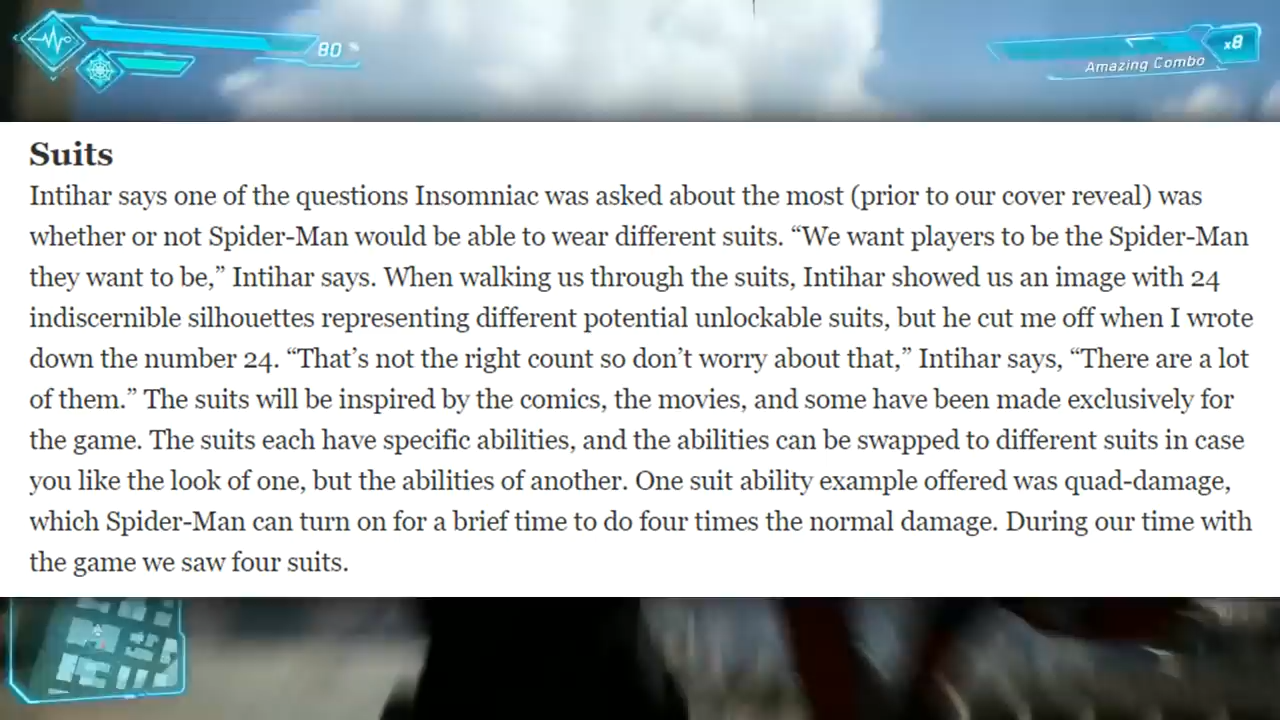 80
x8
Amazing Combo
Suits
Intihar says one of the questions Insomniac was asked about the most (prior to our cover reveal) was
whether or not Spider-Man would be able to wear different suits. “We want players to be the Spider-Man
they want to be,” Intihar says. When walking us through the suits, Intihar showed us an image with 24
indiscernible silhouettes representing different potential unlockable suits, but he cut me off when I wrote
down the number 24. “That’s not the right count so don’t worry about that,” Intihar says, “There are a lot
of them.” The suits will be inspired by the comics, the movies, and some have been made exclusively for
the game. The suits each have specific abilities, and the abilities can be swapped to different suits in case
you like the look of one, but the abilities of another. One suit ability example offered was quad-damage,
which Spider-Man can turn on for a brief time to do four times the normal damage. During our time with
the game we saw four suits.